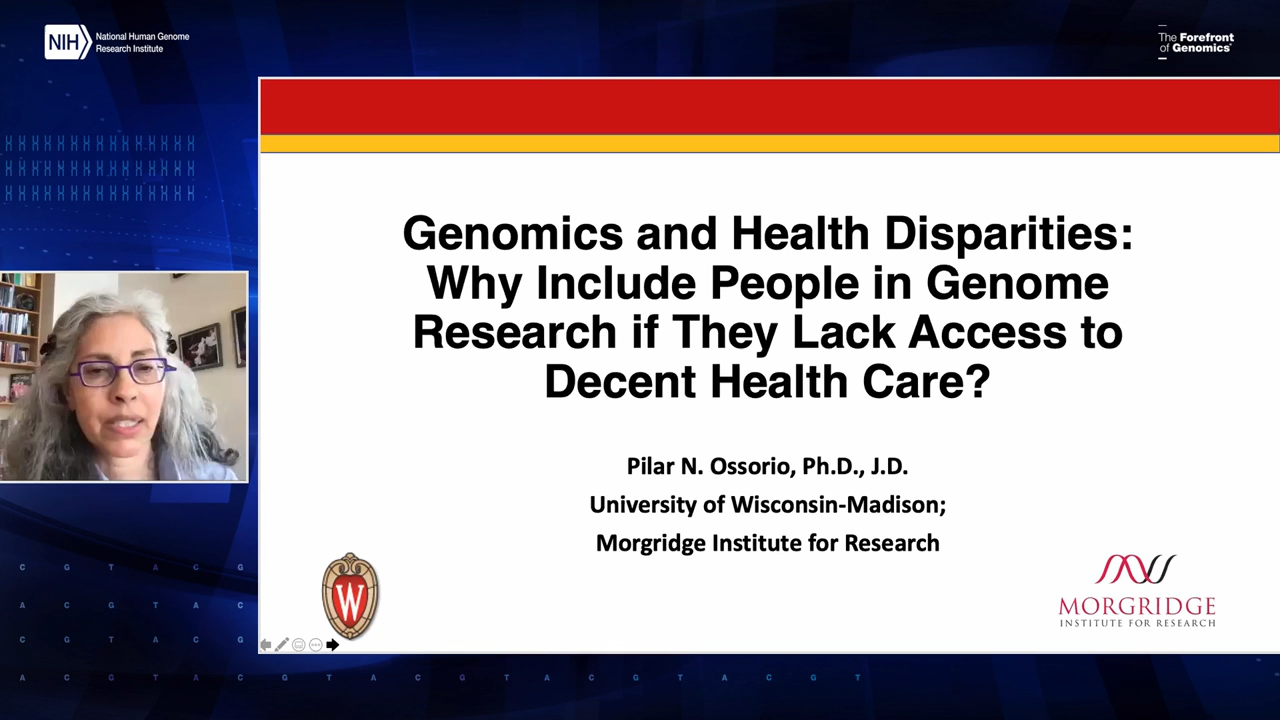 NIH
National Human Genome
Research Institute
The Forefront
of Genomics®
Genomics and Health Disparities:
Why Include People in Genome
Research if They Lack Access to
Decent Health Care?
Pilar N. Ossorio, Ph.D., J.D.
University of Wisconsin-Madison;
Morgridge Institute for Research
W
MORGRIDGE
INSTITUTE FOR RESEARCH
C G T A C G
A C G T A C
C G T A C G
A C G T A C G T A C G T A C G T A C G T